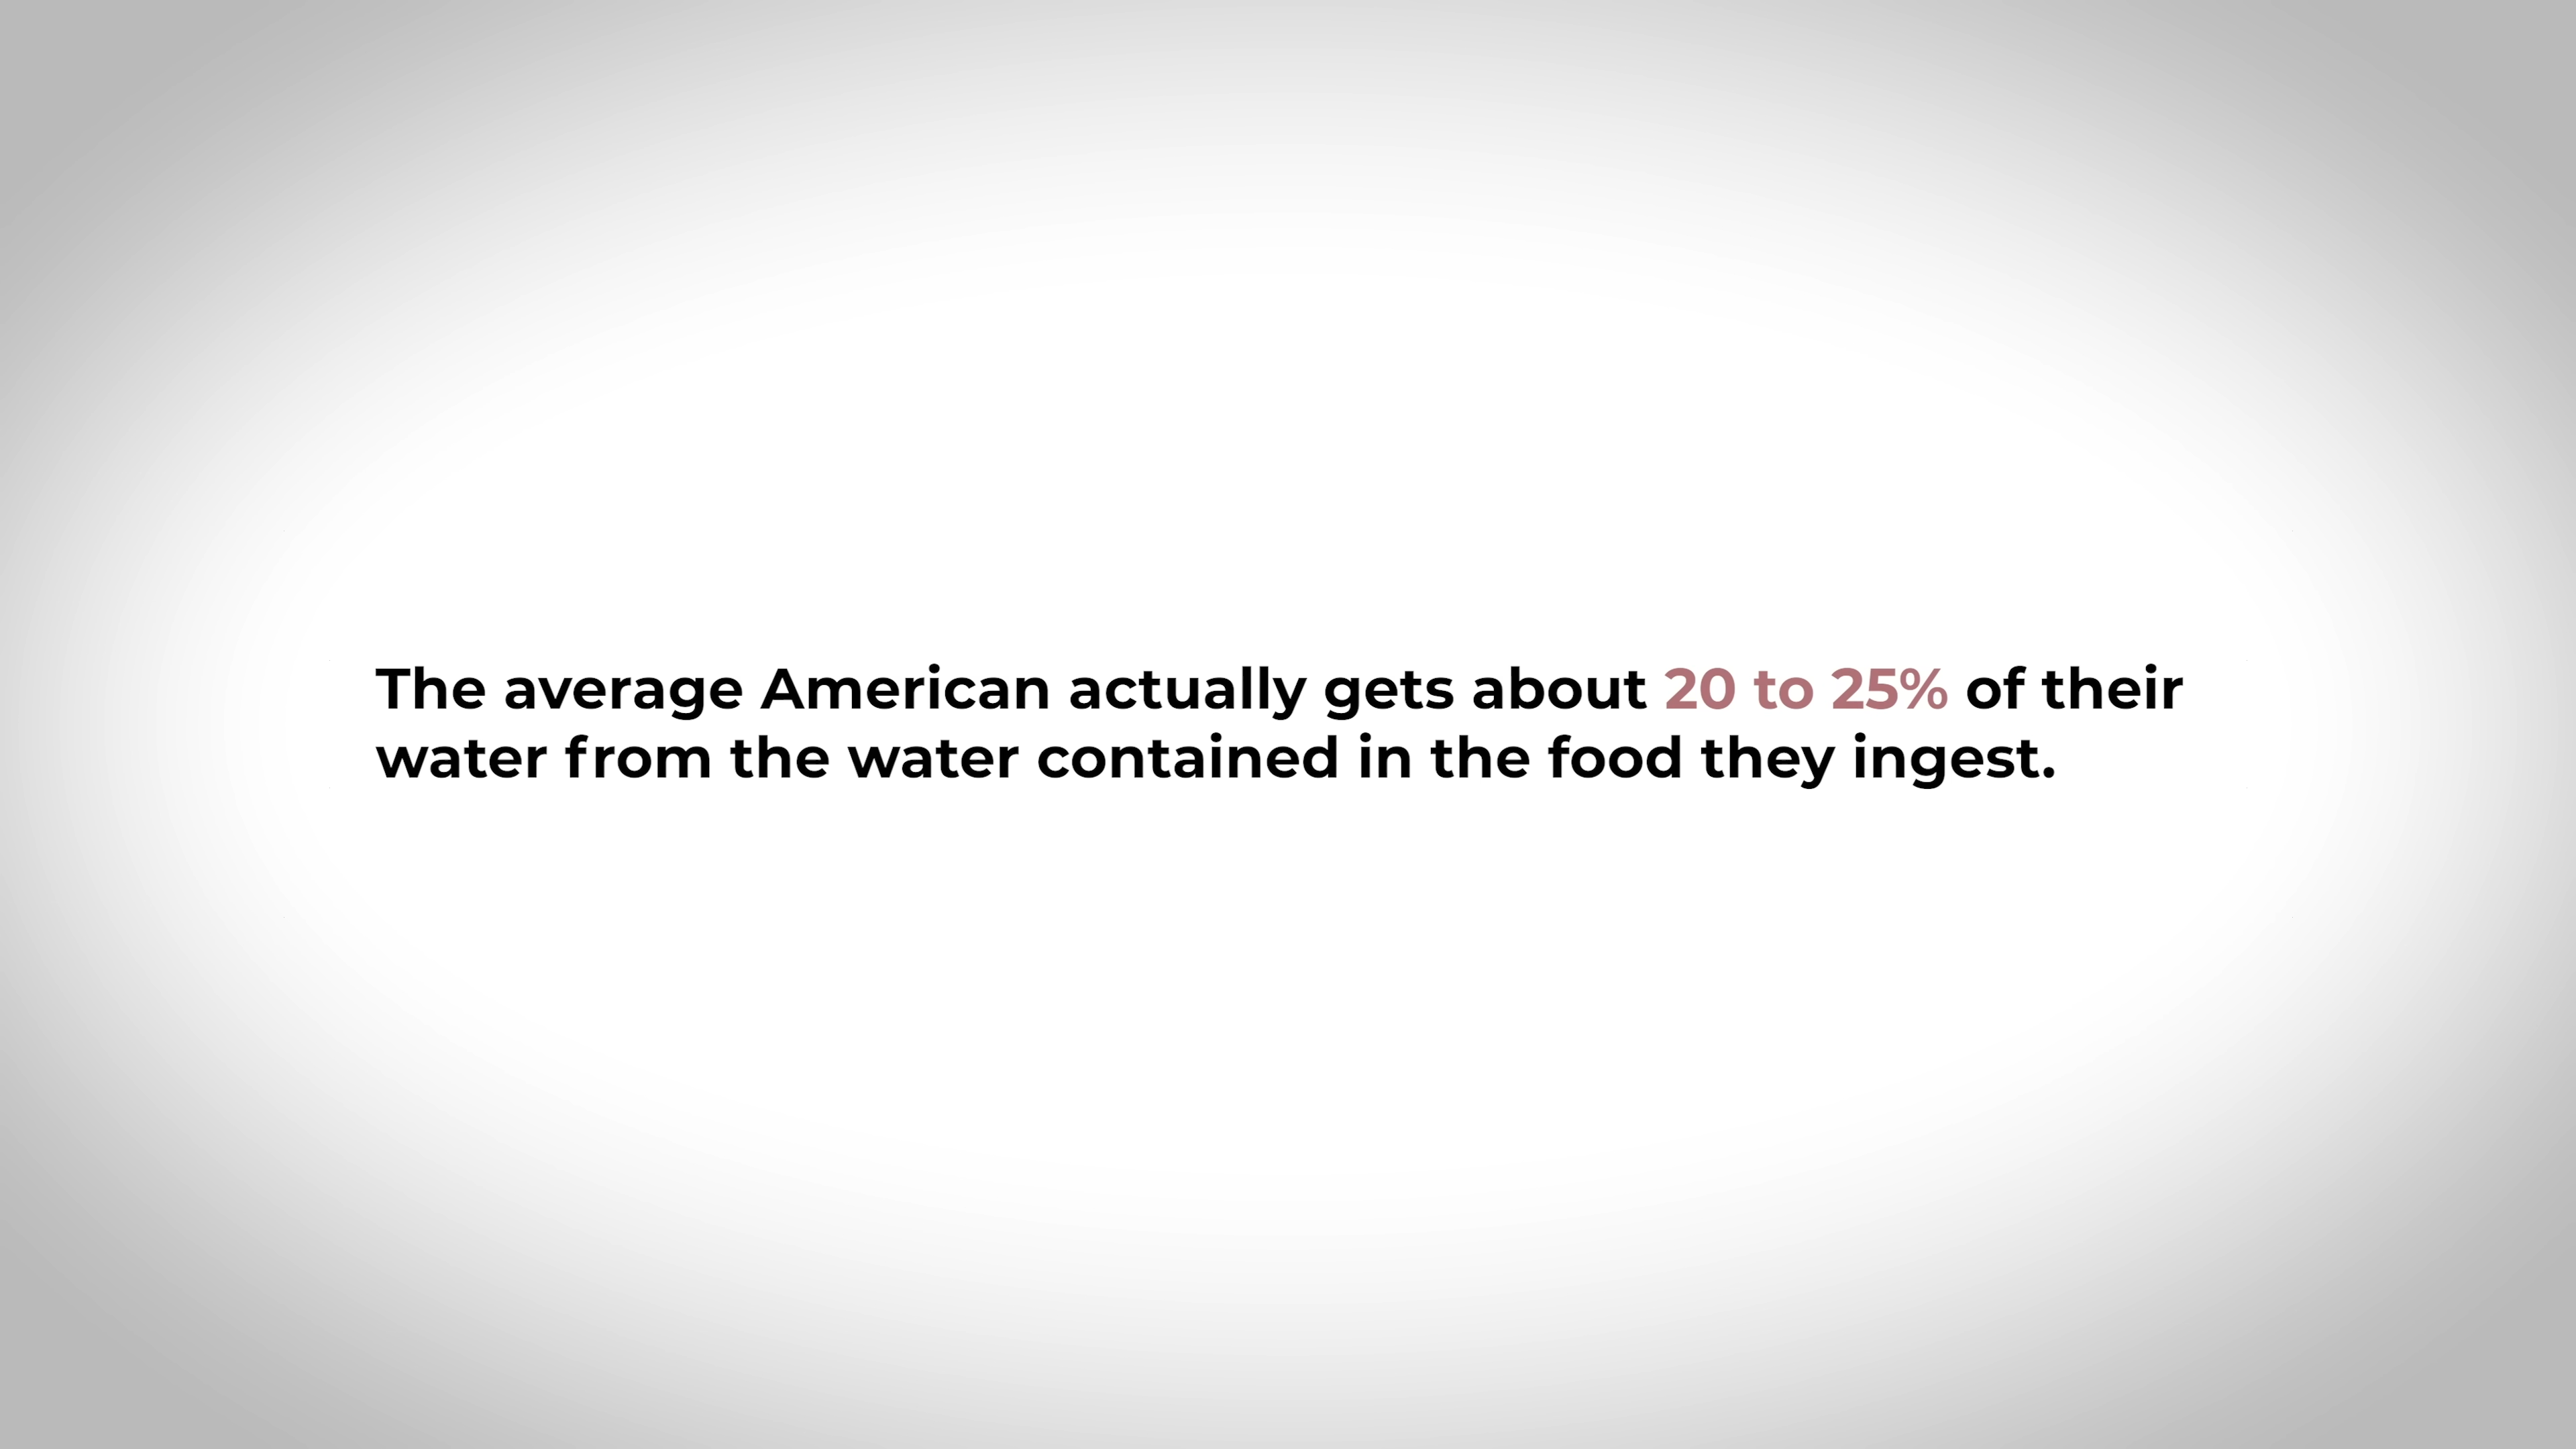 The average American actually gets about 20 to 25% of their
water from the water contained in the food they ingest.